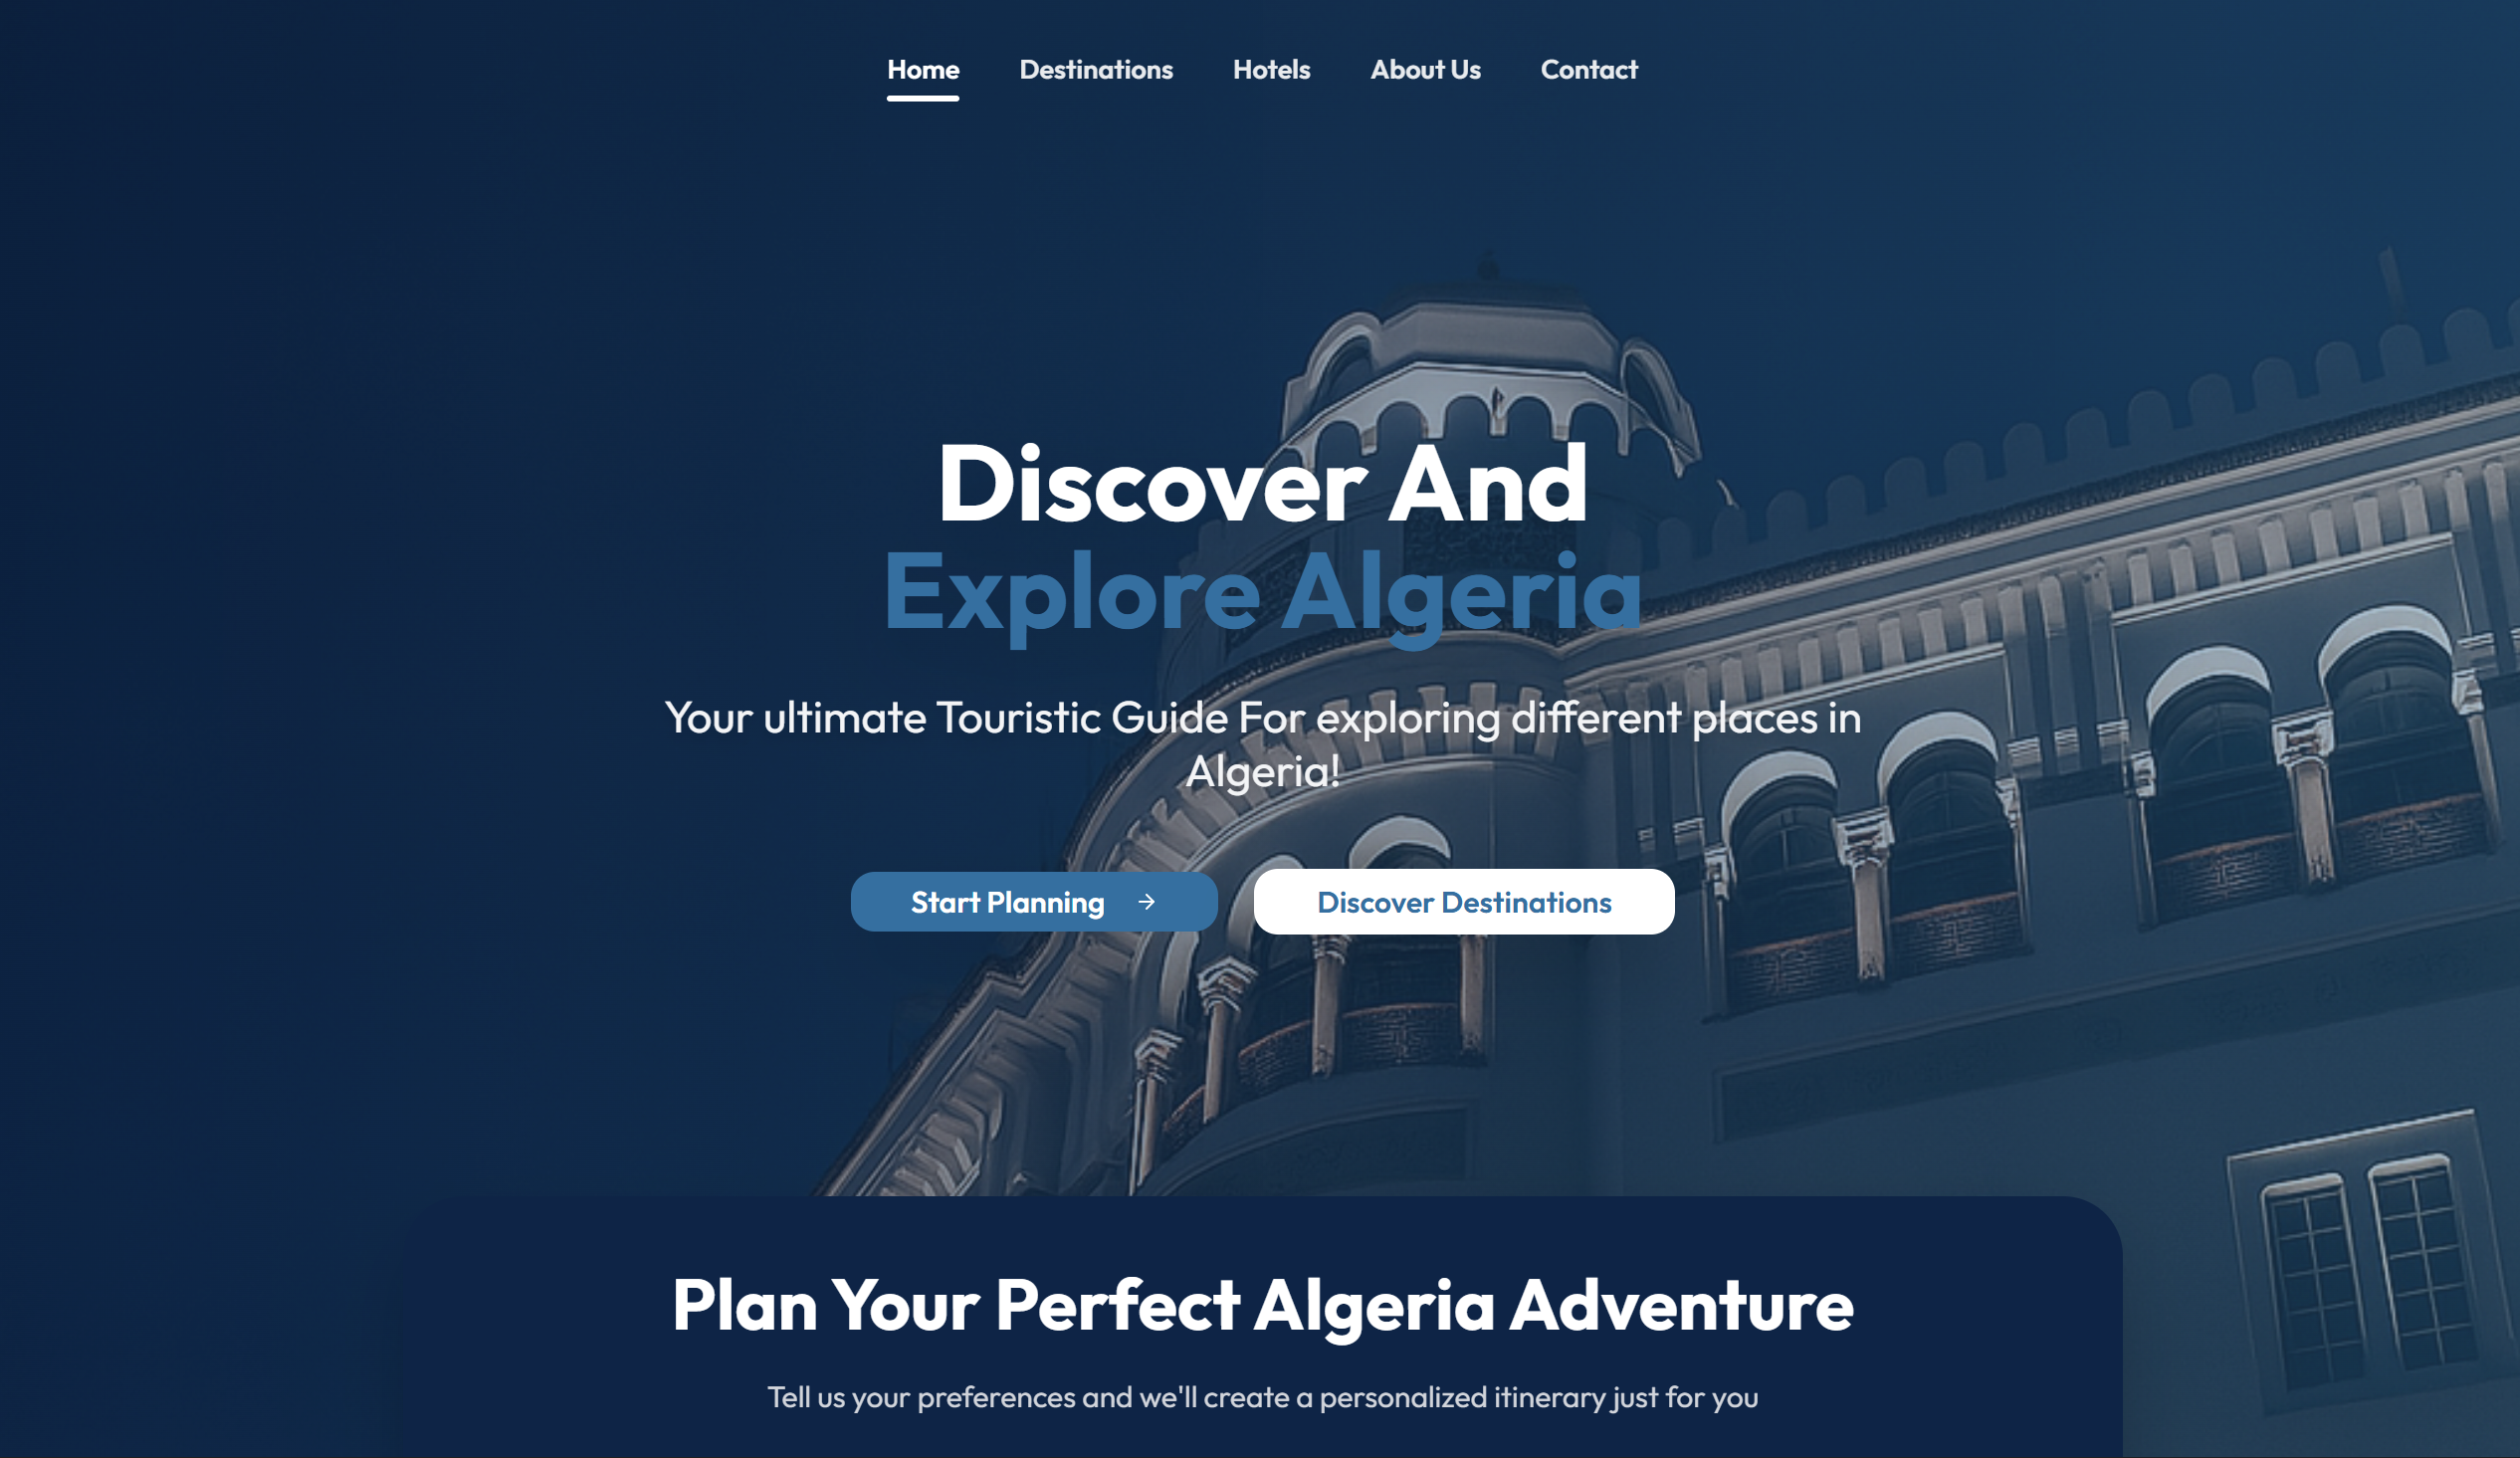 Home Destinations Hotels About Us Contact
Discover And
Explore Algeria
Your ultimate Touristic Guide For exploring different places in
Algeria!
Start Planning → Discover Destinations
Plan Your Perfect Algeria Adventure
Tell us your preferences and we'll create a personalized itinerary just for you